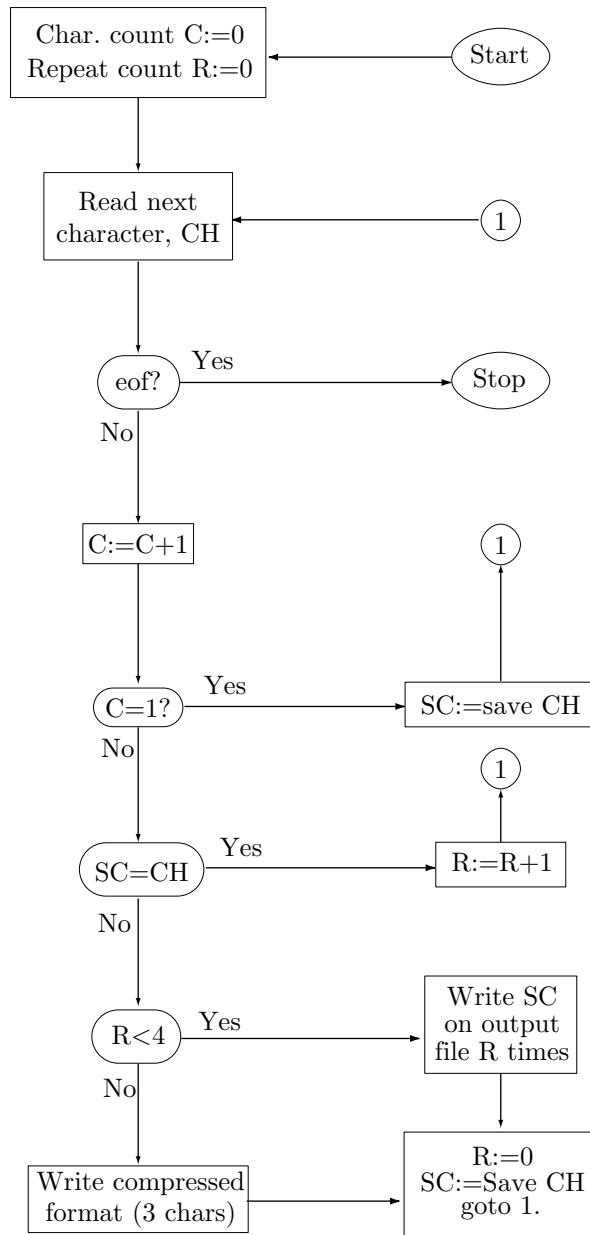 Char. count C:=0
Repeat count R:=0
Start
Read next
character, CH
1
eof?
Yes
Stop
No
C:=C+1
1
C=1?
Yes
SC:=save CH
No
1
SC=CH
Yes
R:=R+1
No
R<4
Yes
Write SC
on output
file R times
No
Write compressed
format (3 chars)
R:=0
SC:=Save CH
goto 1.